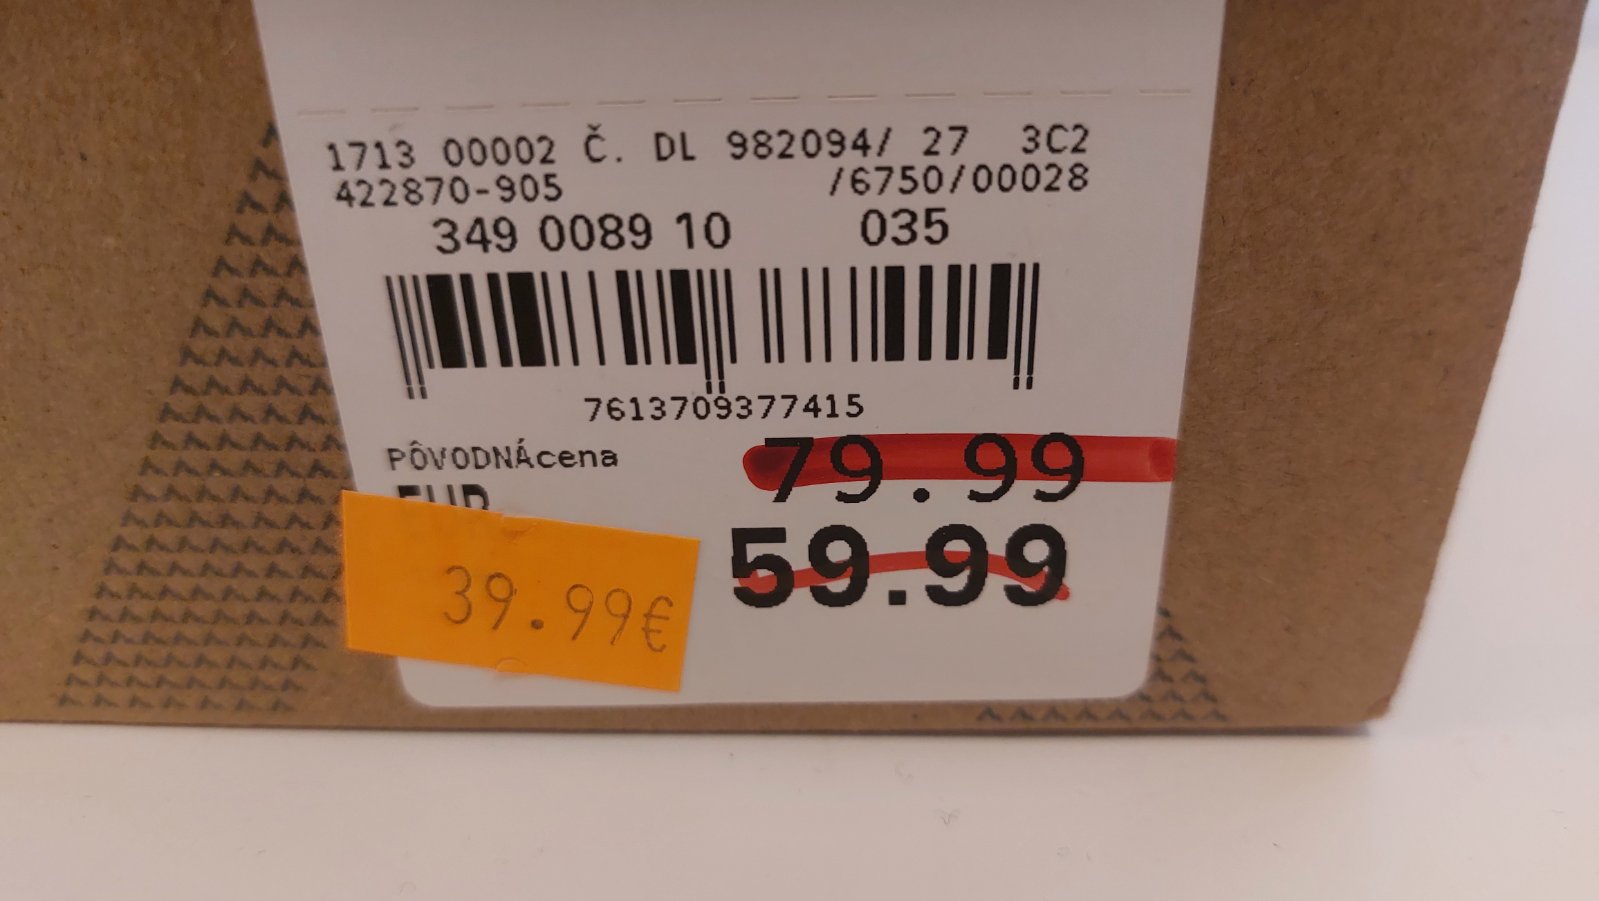 1713 00002 Č. DL 982094/ 27 3C2
422870-905 /6750/00028
349 0089 10 035
7613709377415
PÔVODNÁcena 79.99
EUR 59.99
39.99€